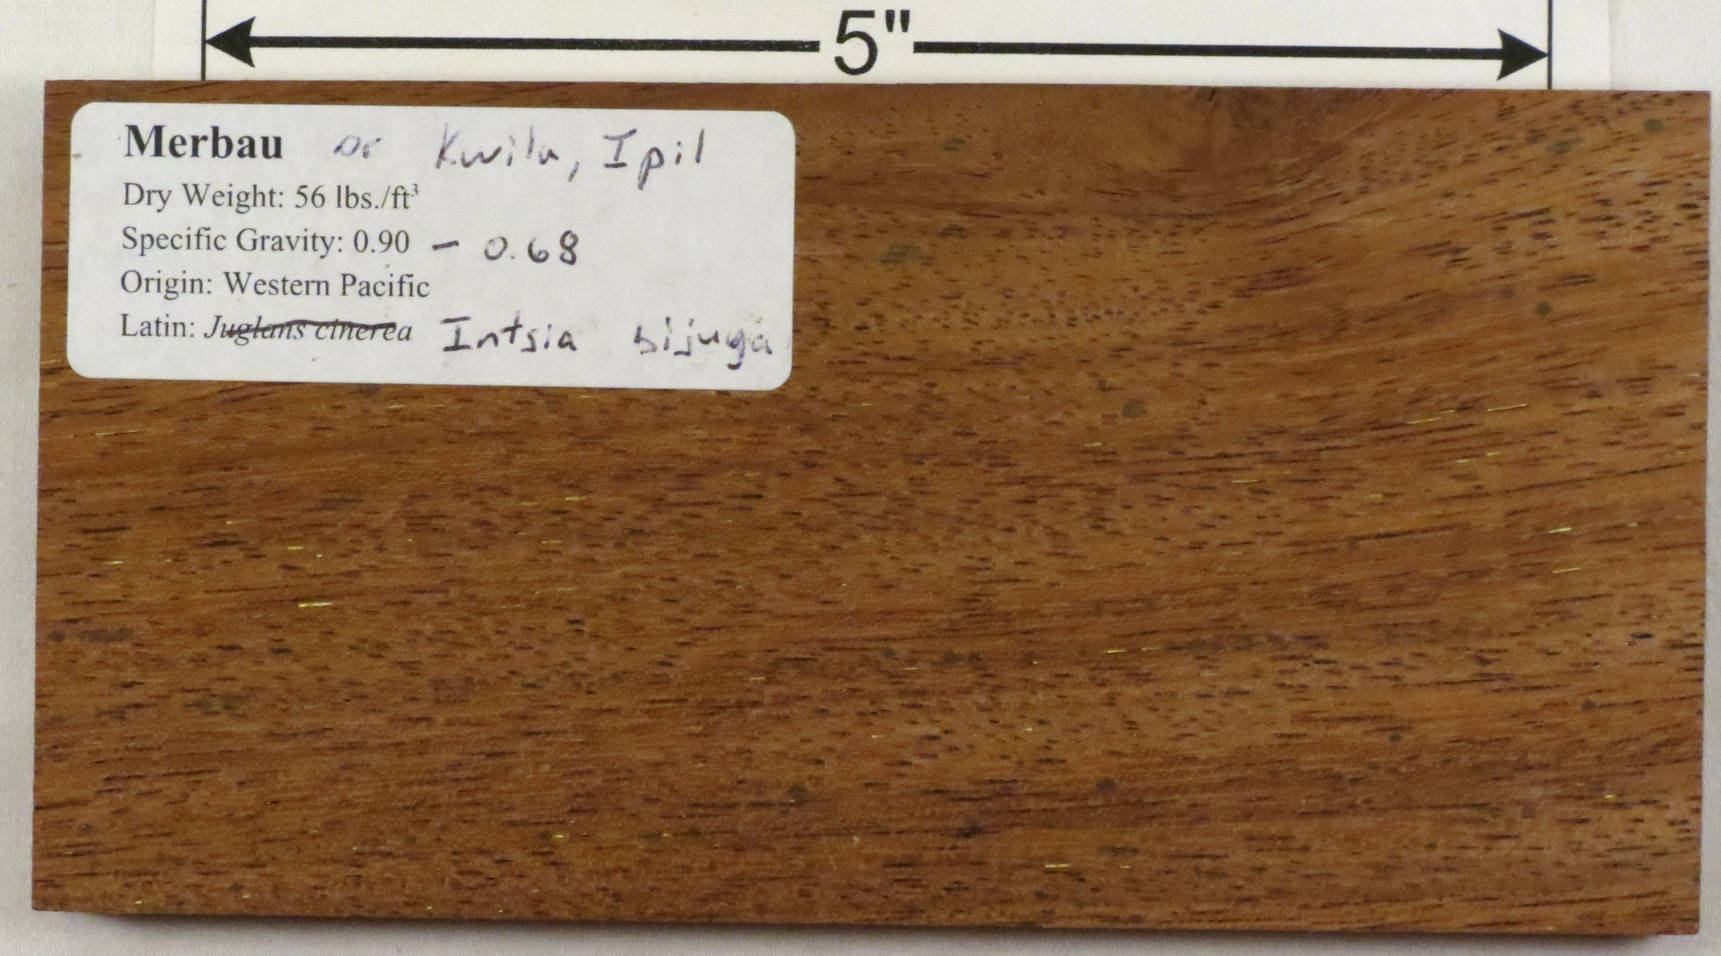 5"
Merbau or Kwila, Ipil
Dry Weight: 56 lbs./ft³
Specific Gravity: 0.90 – 0.68
Origin: Western Pacific
Latin: Juglans cinerea Intsia bijuga